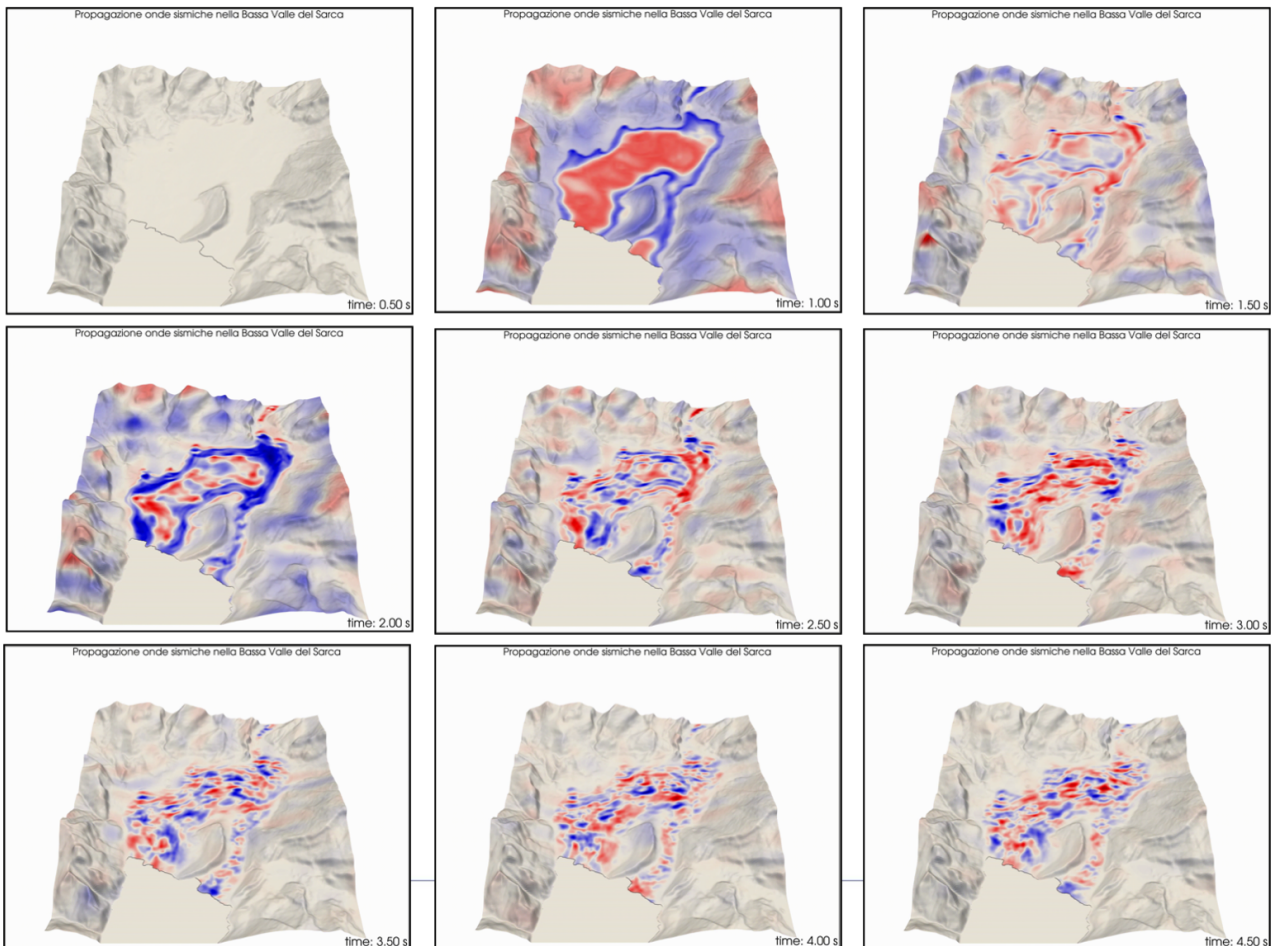 Propagazione onde sismiche nella Bassa Valle del Sarca
time: 0.50 s
Propagazione onde sismiche nella Bassa Valle del Sarca
time: 1.00 s
Propagazione onde sismiche nella Bassa Valle del Sarca
time: 1.50 s
Propagazione onde sismiche nella Bassa Valle del Sarca
time: 2.00 s
Propagazione onde sismiche nella Bassa Valle del Sarca
time: 2.50 s
Propagazione onde sismiche nella Bassa Valle del Sarca
time: 3.00 s
Propagazione onde sismiche nella Bassa Valle del Sarca
time: 3.50 s
Propagazione onde sismiche nella Bassa Valle del Sarca
time: 4.00 s
Propagazione onde sismiche nella Bassa Valle del Sarca
time: 4.50 s